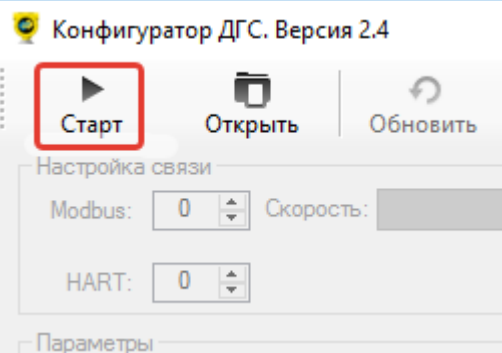 Конфигуратор ДГС. Версия 2.4
Старт Открыть Обновить
Настройка связи
Modbus: 0 Скорость:
HART: 0
Параметры